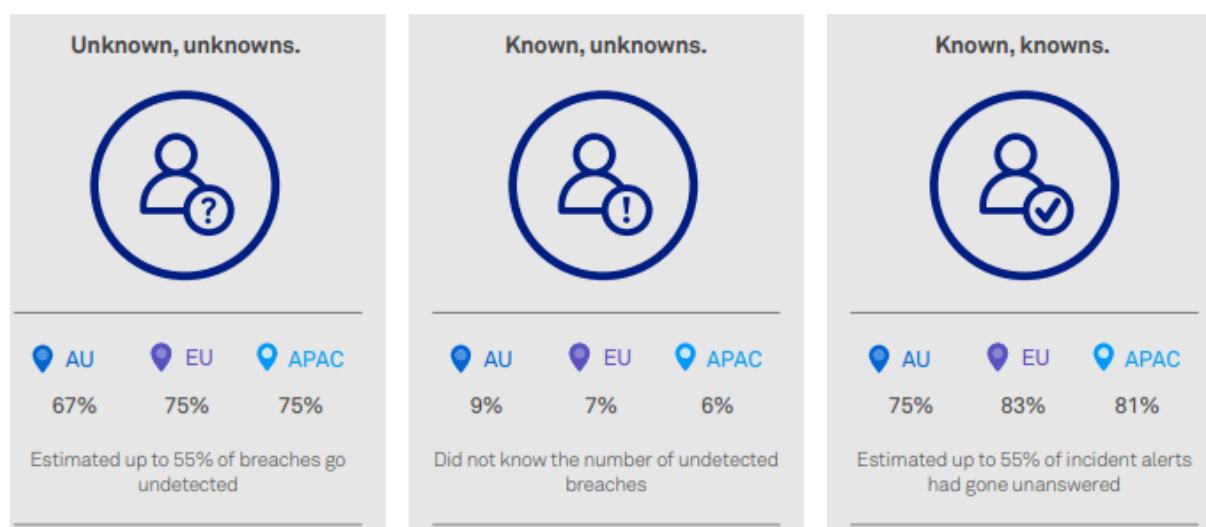 Unknown, unknowns.
?
AU EU APAC
67% 75% 75%
Estimated up to 55% of breaches go
undetected
Known, unknowns.
!
AU EU APAC
9% 7% 6%
Did not know the number of undetected
breaches
Known, knowns.
AU EU APAC
75% 83% 81%
Estimated up to 55% of incident alerts
had gone unanswered